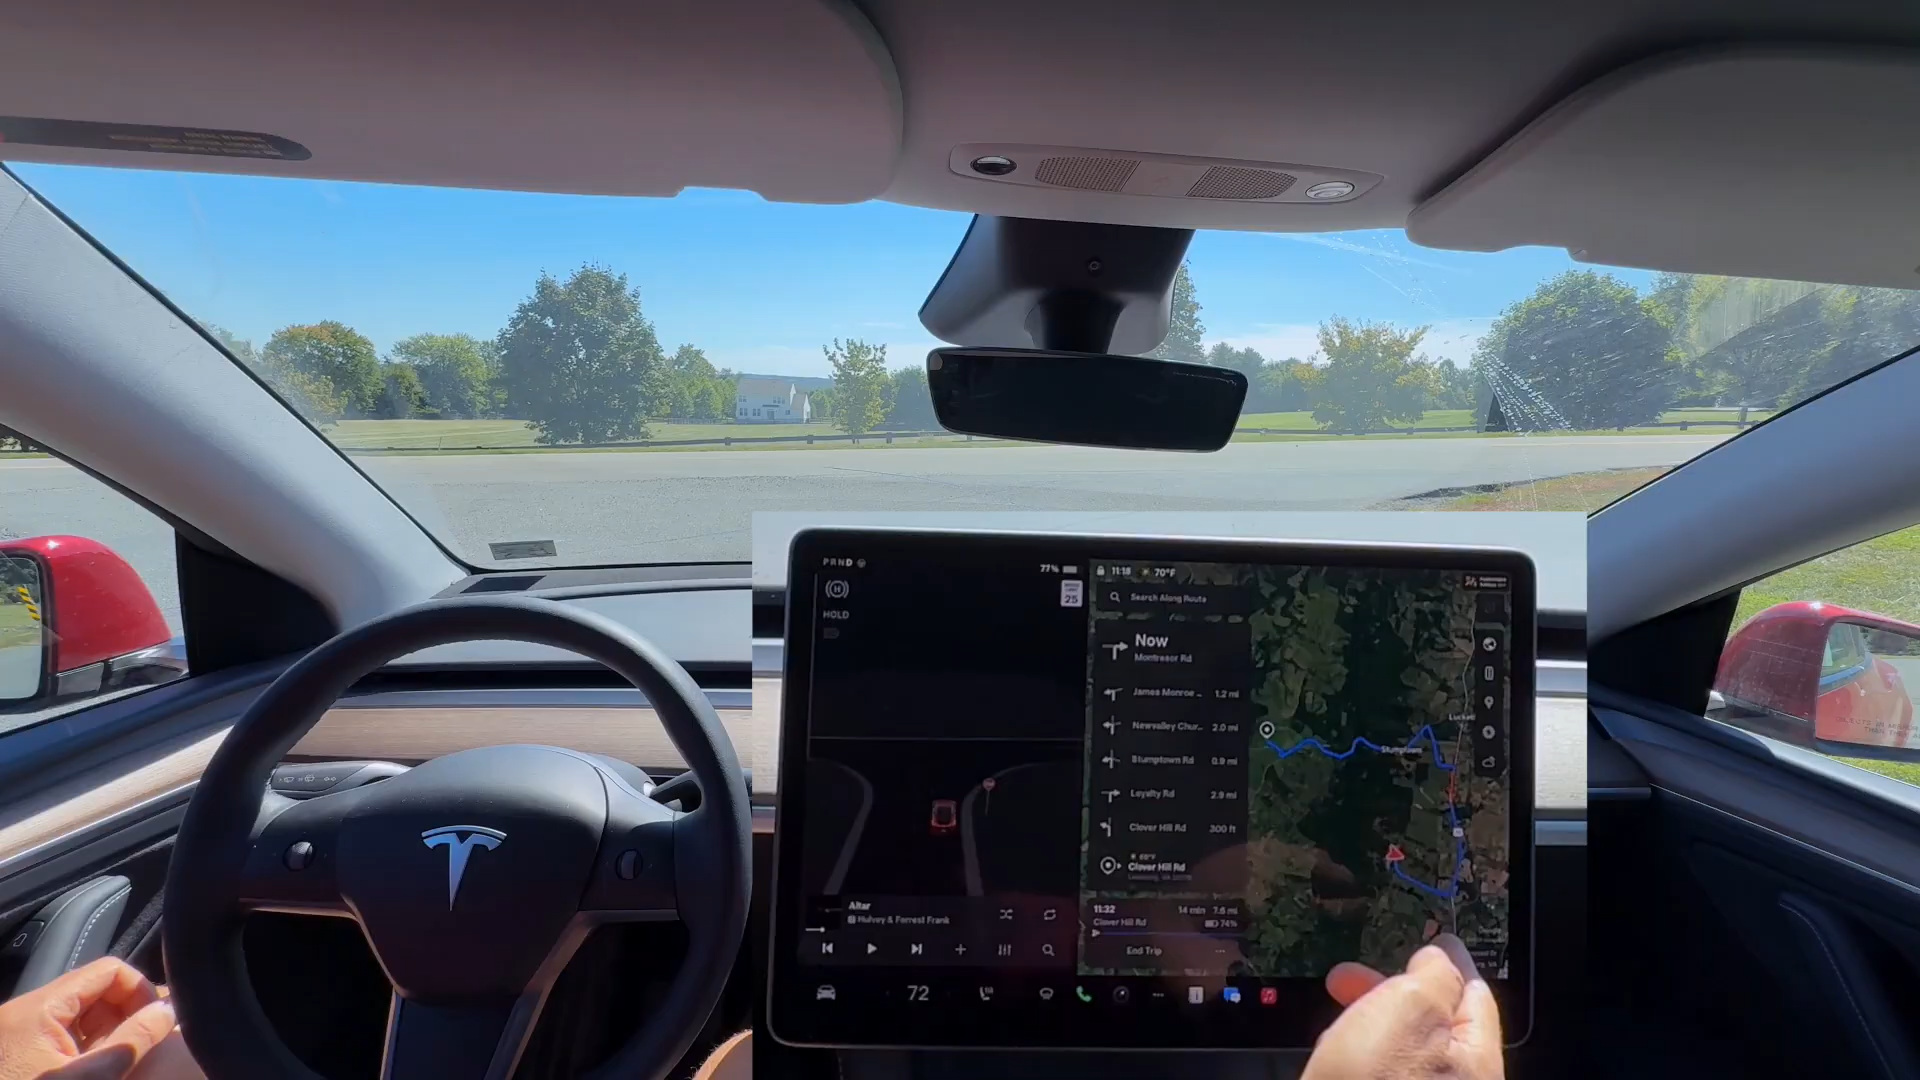 PRND
77%
11:18
70°F
HOLD
25
Search Along Route
Now
Montresor Rd
James Monroe ..
1.2 mi
Newvalley Chur..
2.0 mi
Stumptown Rd
0.9 mi
Loyalty Rd
2.9 mi
Clover Hill Rd
300 ft
Clover Hill Rd
Stumptown
11:32
14 min
7.6 mi
Clover Hill Rd
74%
End Trip
Altar
Hulvey & Forrest Frank
72